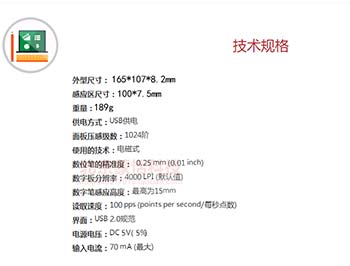 技术规格
外型尺寸： 165*107*8.2mm
感应区尺寸：100*7.5mm
重量：189g
供电方式：USB供电
面板压感级数：1024阶
使用的技术：电磁式
数位笔的精准度： 0.25 mm (0.01 inch)
数字板分辨率：4000 LPI (默认值)
数字笔感应高度：最高为15mm
读取速度：100 pps (points per second/每秒点数)
界面： USB 2.0规范
电源电压：DC 5V( 5%)
输入电流：70 mA (最大)